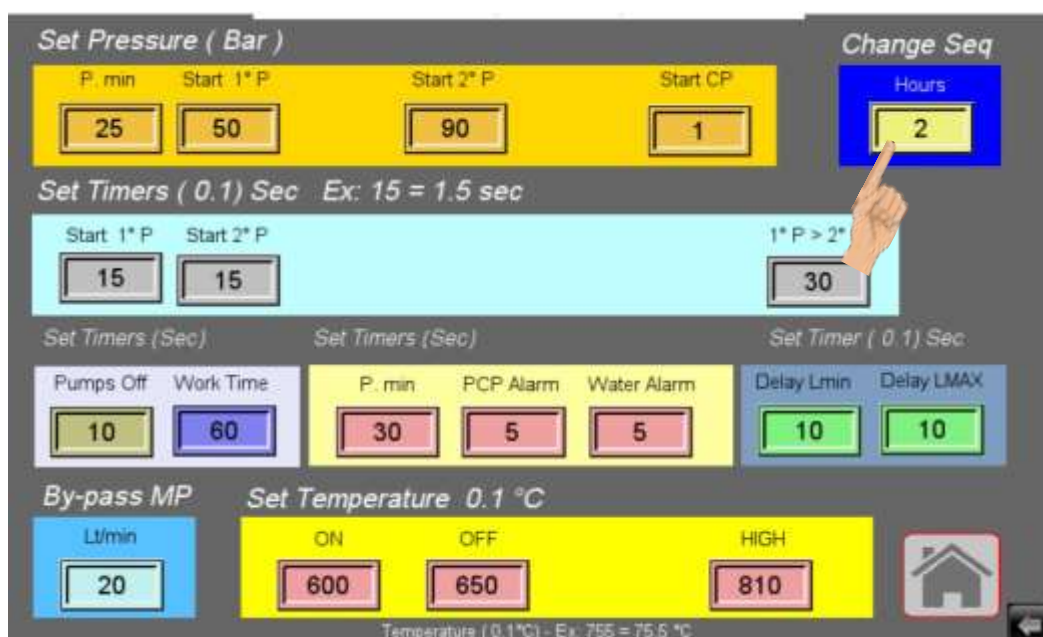 Set Pressure ( Bar )
Change Seq
P. min Start 1° P Start 2° P Start CP
Hours
25 50 90 1
2
Set Timers ( 0.1) Sec Ex: 15 = 1.5 sec
Start 1° P Start 2° P 1° P > 2°
15 15 30
Set Timers (Sec) Set Timers (Sec) Set Timer ( 0.1) Sec
Pumps Off Work Time P. min PCP Alarm Water Alarm Delay Lmin Delay LMAX
10 60 30 5 5 10 10
By-pass MP Set Temperature 0.1 °C
Lt/min ON OFF HIGH
20 600 650 810
Temperature ( 0.1°C) - Ex: 755 = 75.5 °C